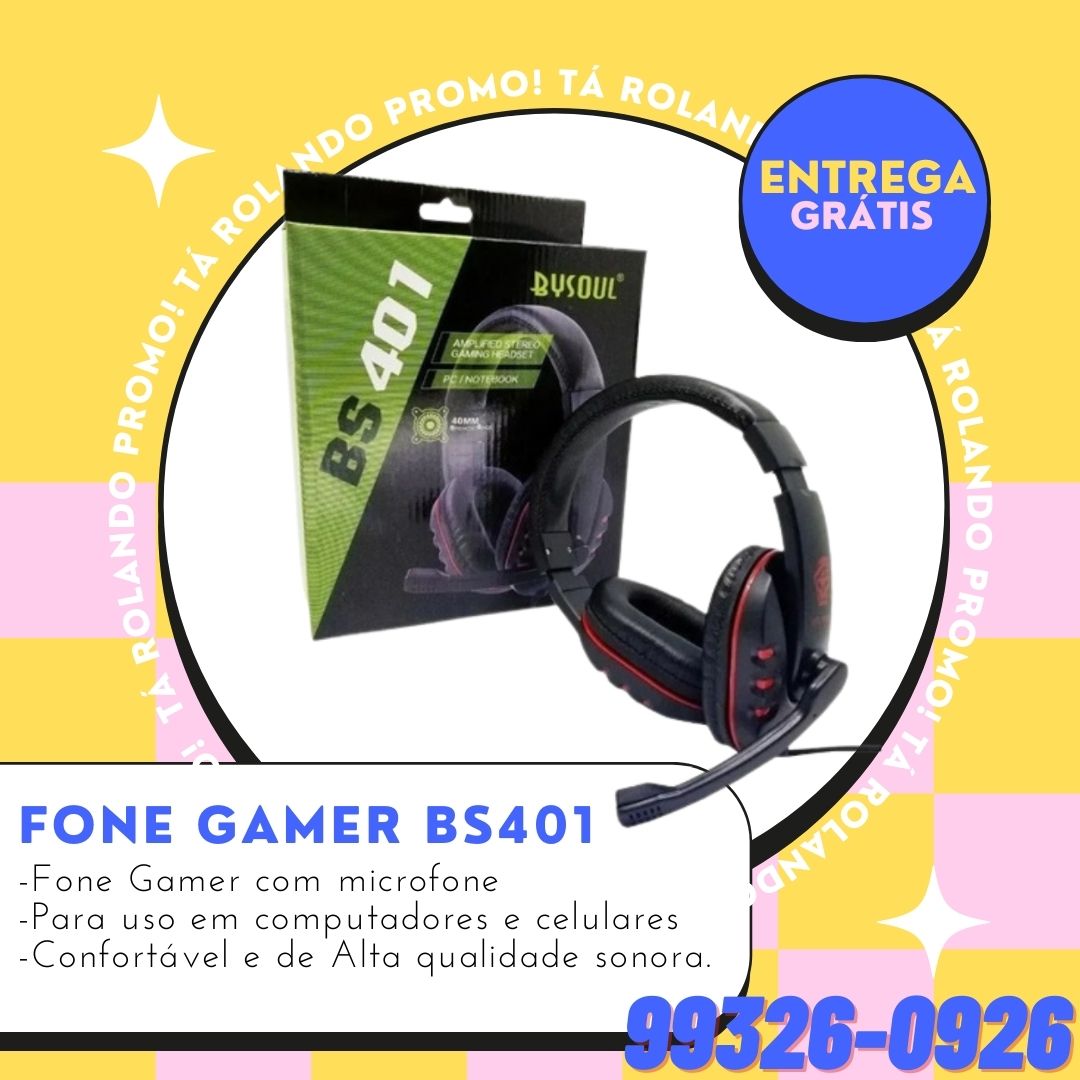 TÁ ROLANDO PROMO! TÁ ROLANDO PROMO! TÁ ROLAN
ENTREGA
GRÁTIS
BYSOUL®
BS 401
AMPLIFIED STEREO
GAMING HEADSET
PC / NOTEBOOK
40MM
Á ROLANDO PROMO! TÁ ROLANDO
FONE GAMER BS401
-Fone Gamer com microfone
-Para uso em computadores e celulares
-Confortável e de Alta qualidade sonora.
99326-0926